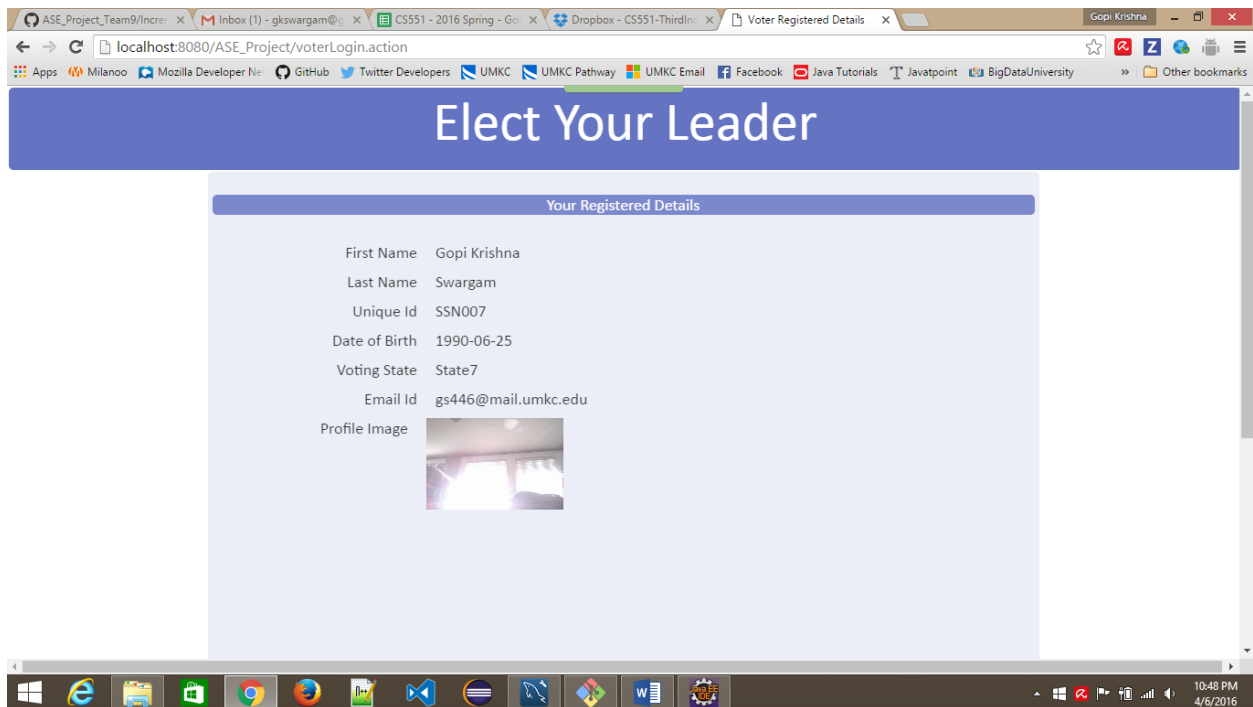 ASE_Project_Team9/Incre
Inbox (1) - gkswargam@g
CS551 - 2016 Spring - Go
Dropbox - CS551-ThirdInc
Voter Registered Details
Gopi Krishna
localhost:8080/ASE_Project/voterLogin.action
Apps Milanoo Mozilla Developer Ne GitHub Twitter Developers UMKC UMKC Pathway UMKC Email Facebook Java Tutorials Javatpoint BigDataUniversity » Other bookmarks
Elect Your Leader
Your Registered Details
First Name Gopi Krishna
Last Name Swargam
Unique Id SSN007
Date of Birth 1990-06-25
Voting State State7
Email Id gs446@mail.umkc.edu
Profile Image
10:48 PM
4/6/2016